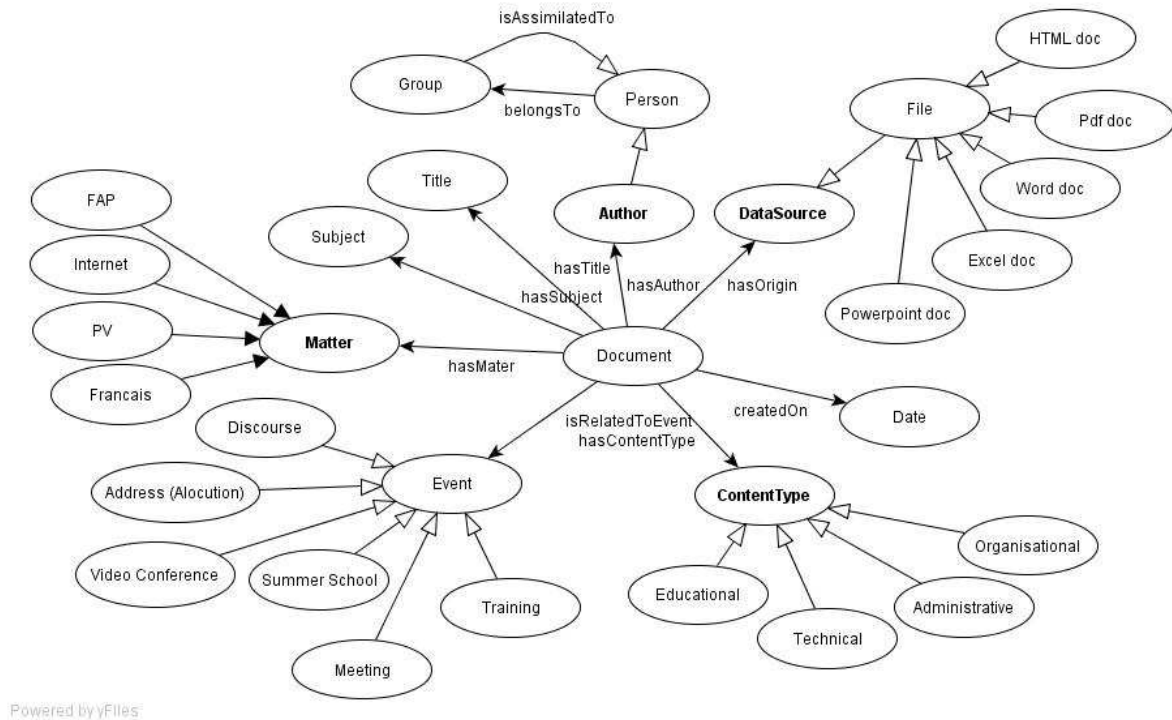 isAssimilatedTo
HTML doc
Group
Person
File
belongsTo
Pdf doc
Title
Word doc
FAP
Author
DataSource
Subject
Excel doc
Internet
hasTitle
hasSubject
hasAuthor
hasOrigin
Powerpoint doc
PV
Matter
Document
hasMater
Francais
createdOn
Date
isRelatedToEvent
hasContentType
Discourse
Event
Address (Alocution)
ContentType
Organisational
Video Conference
Summer School
Educational
Training
Administrative
Technical
Meeting
Powered by yFiles